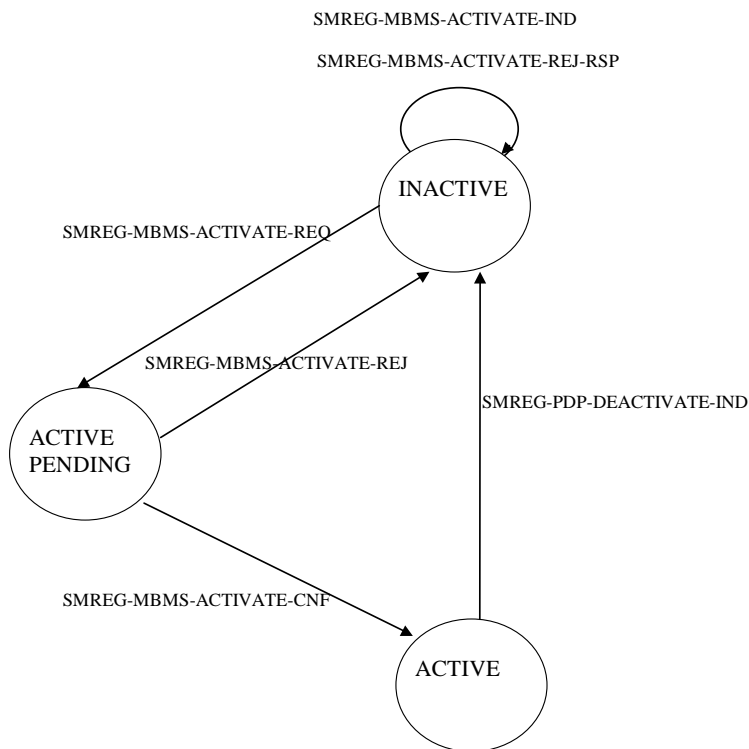 SMREG-MBMS-ACTIVATE-IND
SMREG-MBMS-ACTIVATE-REJ-RSP
INACTIVE
SMREG-MBMS-ACTIVATE-REQ
SMREG-MBMS-ACTIVATE-REJ
SMREG-PDP-DEACTIVATE-IND
ACTIVE
PENDING
SMREG-MBMS-ACTIVATE-CNF
ACTIVE